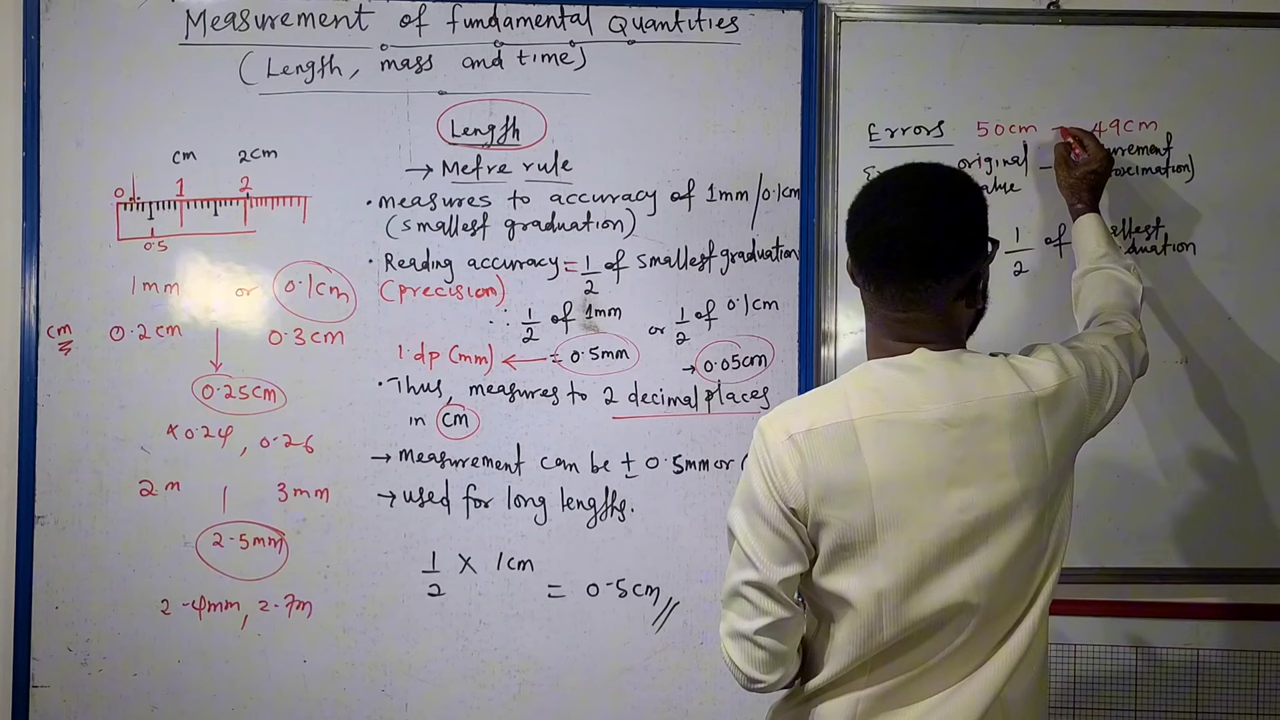 Measurement of fundamental Quantities
(Length, mass and time)
Length
→ Metre rule
• measures to accuracy of 1mm/0.1cm
(smallest graduation)
• Reading accuracy = 1/2 of smallest graduation
(precision)
∴ 1/2 of 1mm or 1/2 of 0.1cm
1.dp (mm) ← = 0.5mm → 0.05cm
• Thus, measures to 2 decimal places
in cm
→ measurement can be ± 0.5mm or (
→ used for long lengths.
1/2 × 1cm
= 0.5cm //
cm 2cm
0 1 2
0.5
1mm or 0.1cm
cm 0.2cm 0.3cm
0.25cm
× 0.24, 0.26
2m 3mm
2.5mm
2.4mm, 2.7m
Errors 50cm - 49cm
original -
1/2 of